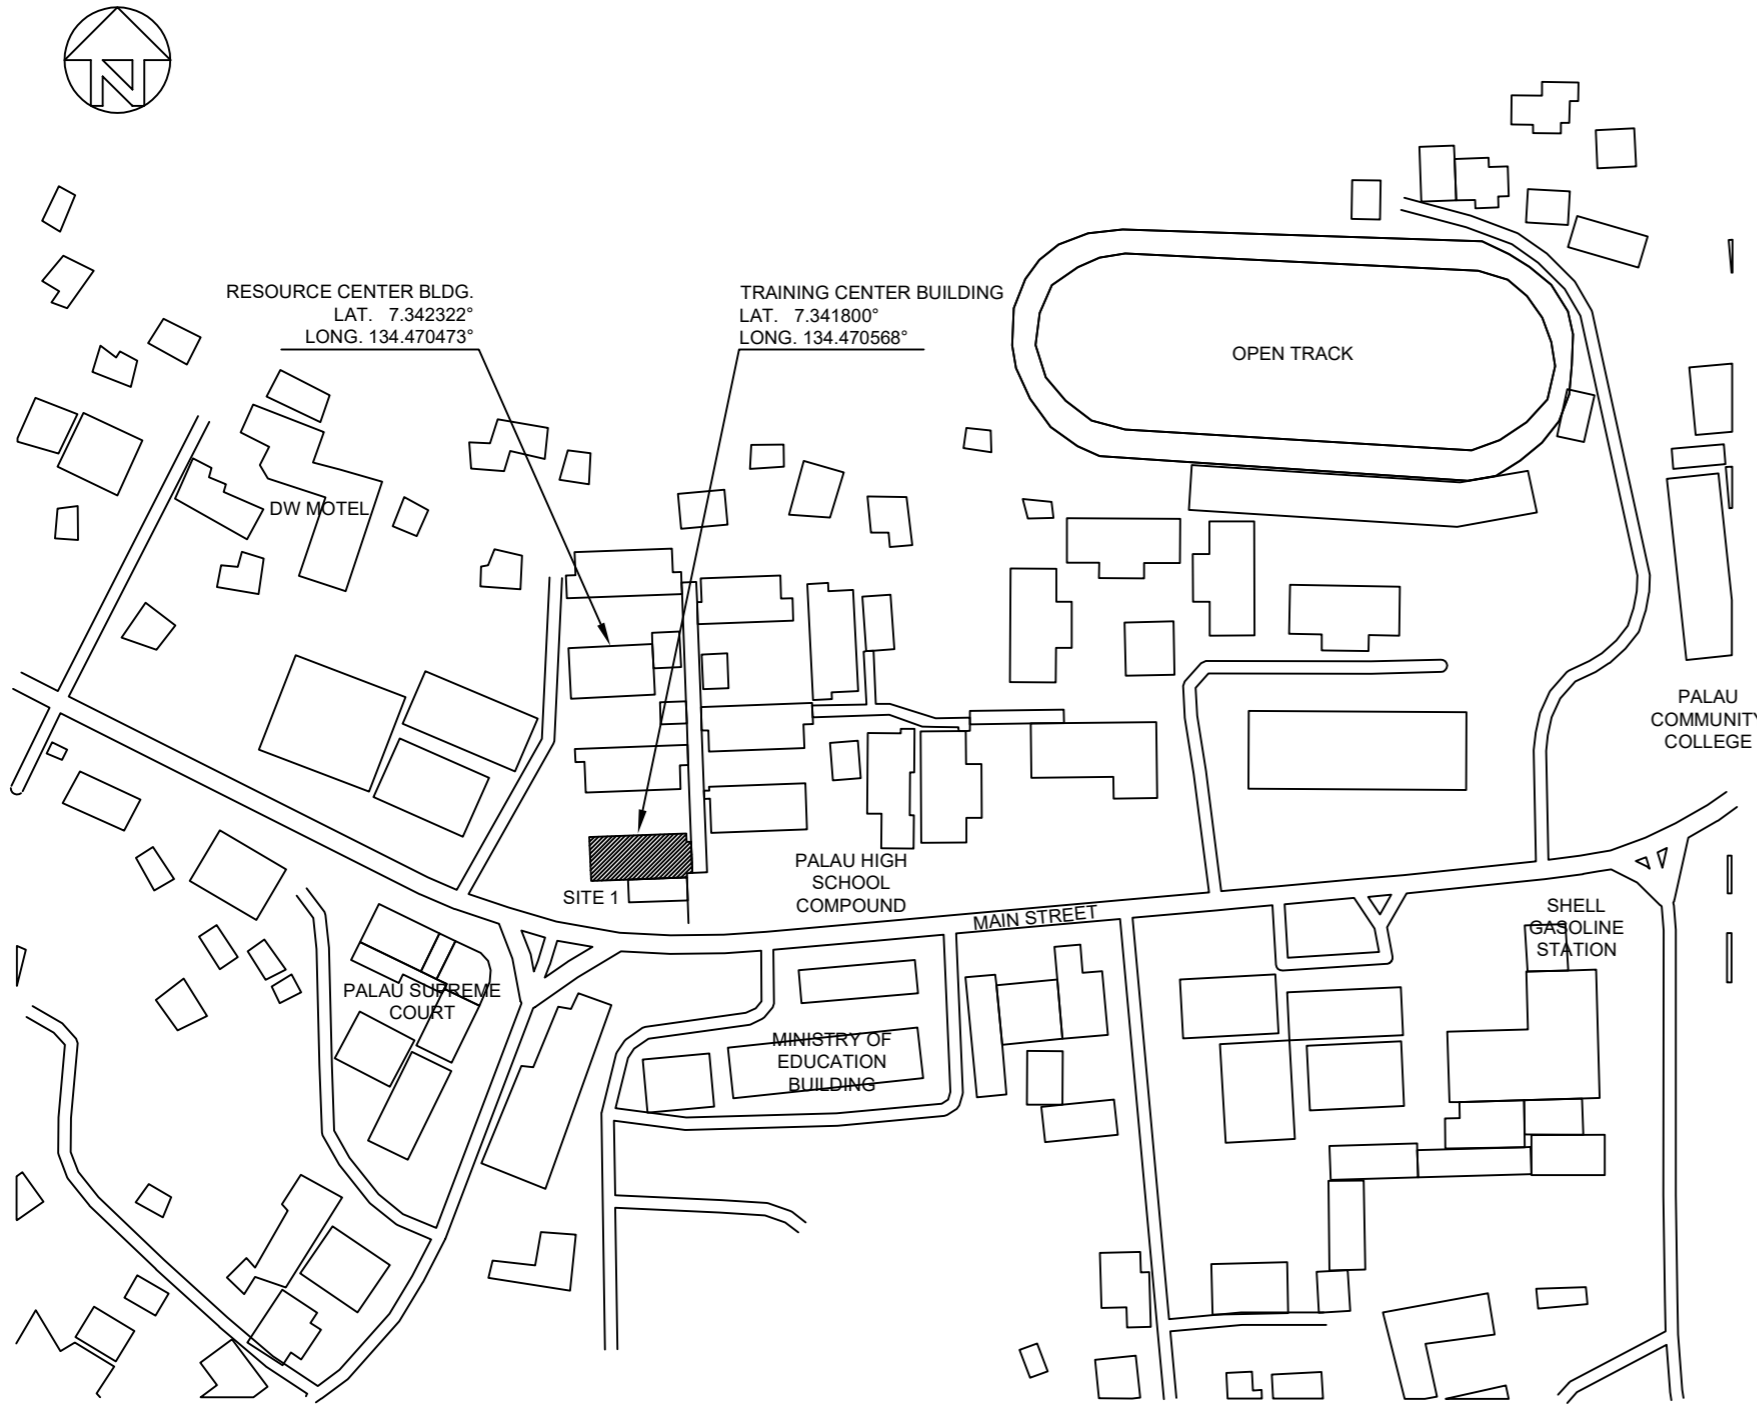 N
RESOURCE CENTER BLDG.
LAT. 7.342322°
LONG. 134.470473°
TRAINING CENTER BUILDING
LAT. 7.341800°
LONG. 134.470568°
OPEN TRACK
DW MOTEL
PALAU
COMMUNITY
COLLEGE
SITE 1
PALAU HIGH
SCHOOL
COMPOUND
MAIN STREET
SHELL
GASOLINE
STATION
PALAU SUPREME
COURT
MINISTRY OF
EDUCATION
BUILDING